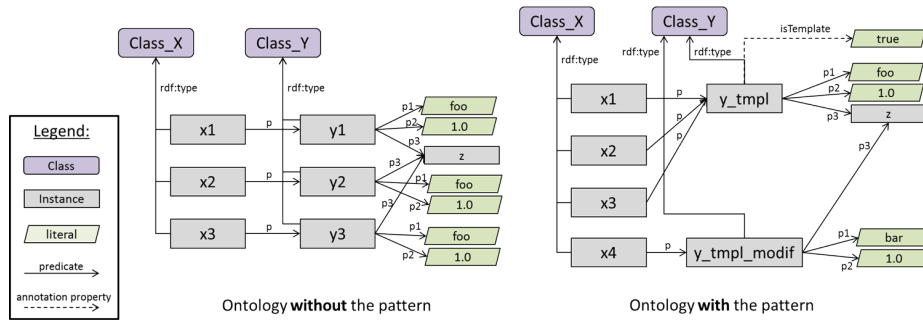 Legend:
Class
Instance
literal
predicate
annotation property
Class_X
Class_Y
rdf:type
rdf:type
x1
p
y1
p1
foo
p2
1.0
p3
z
x2
p
y2
p3
p1
foo
p2
1.0
x3
p
y3
p3
p1
foo
p2
1.0
Ontology without the pattern
Class_X
Class_Y
isTemplate
true
rdf:type
rdf:type
rdf:type
x1
p
y_tmpl
p1
foo
p2
1.0
p3
z
x2
p
x3
p
p3
x4
p
y_tmpl_modif
p1
bar
p2
1.0
Ontology with the pattern